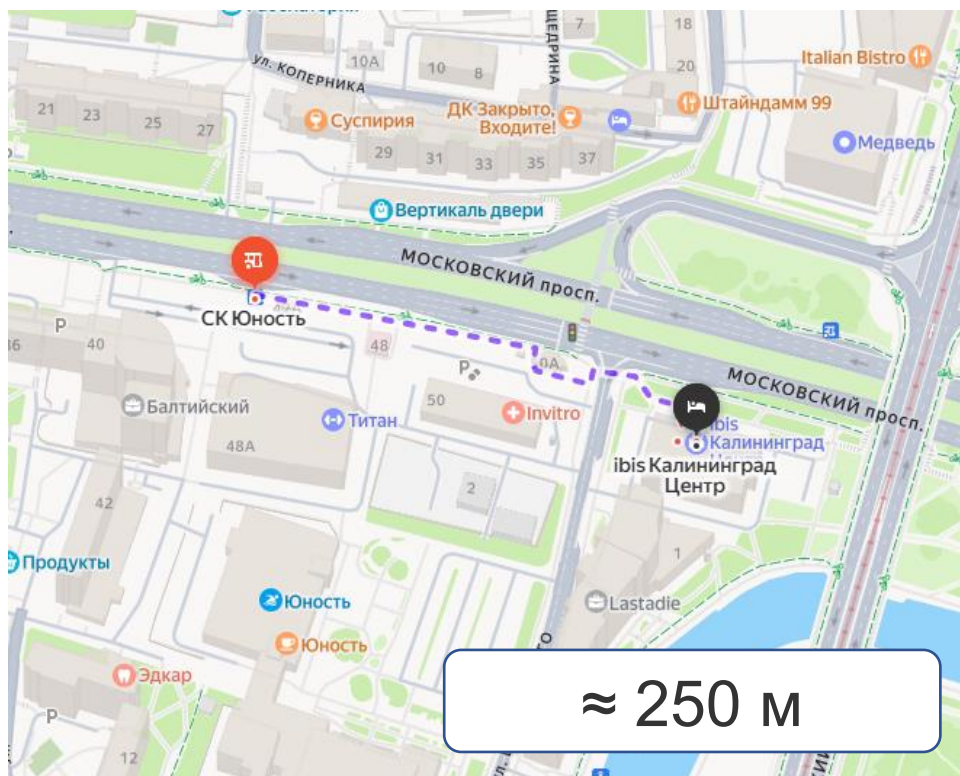 7
18
ЩЕДРИНА
Italian Bistro
ул. КОПЕРНИКА
10А
10
8
20
21
23
25
27
Суспирия
ДК Закрыто,
Входите!
Штайндамм 99
29
31
33
35
37
Медведь
Вертикаль двери
МОСКОВСКИЙ просп.
СК Юность
P
40
48
P
0А
МОСКОВСКИЙ просп.
Балтийский
Титан
50
Invitro
ibis
Калининград
48А
ibis Калининград
Центр
2
42
1
Продукты
Юность
Lastadie
Юность
Эдкар
P
12
≈ 250 м